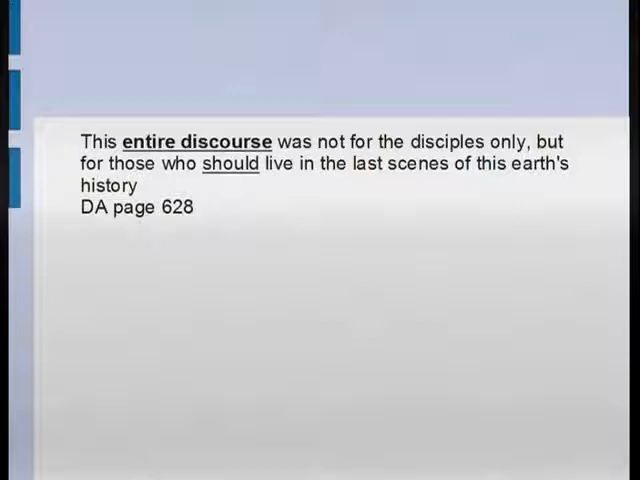 This entire discourse was not for the disciples only, but
for those who should live in the last scenes of this earth's
history
DA page 628